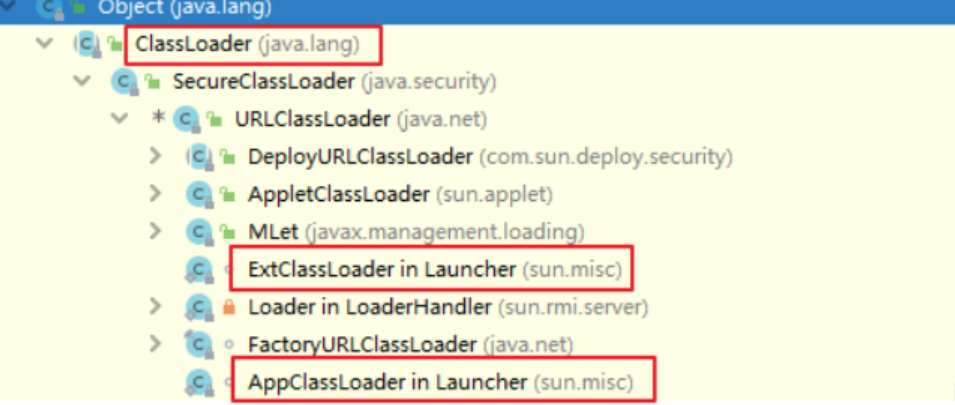 Object (java.lang)
ClassLoader (java.lang)
SecureClassLoader (java.security)
* URLClassLoader (java.net)
DeployURLClassLoader (com.sun.deploy.security)
AppletClassLoader (sun.applet)
MLet (javax.management.loading)
ExtClassLoader in Launcher (sun.misc)
Loader in LoaderHandler (sun.rmi.server)
FactoryURLClassLoader (java.net)
AppClassLoader in Launcher (sun.misc)